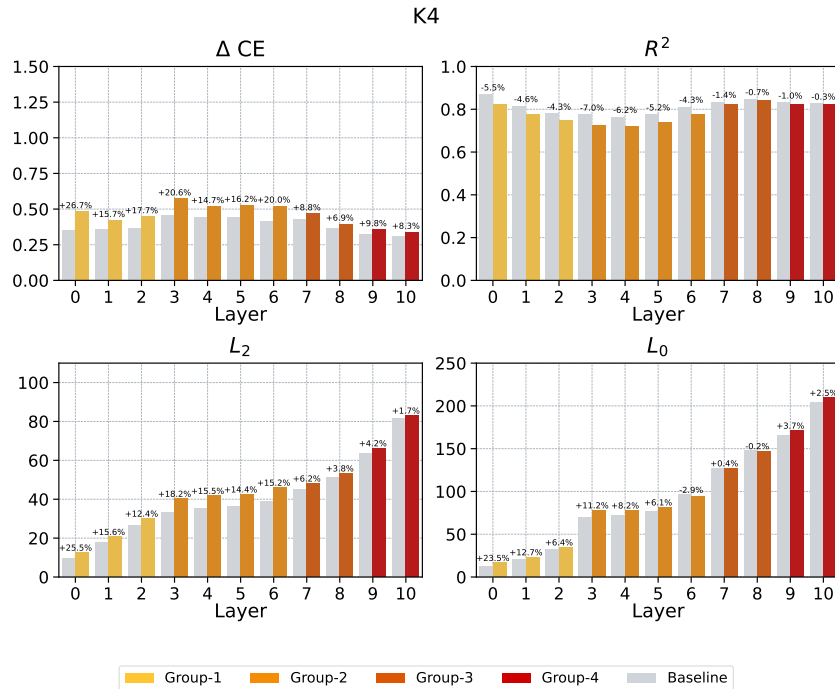 K4
Δ CE
1.50
1.25
1.00
0.75
0.50
0.25
0.00
+26.7% +15.7% +17.7% +20.6% +14.7% +16.2% +20.0% +8.8% +6.9% +9.8% +8.3%
0 1 2 3 4 5 6 7 8 9 10
Layer
R²
1.0
0.8
0.6
0.4
0.2
0.0
-5.5% -4.6% -4.3% -7.0% -6.2% -5.2% -4.3% -1.4% -0.7% -1.0% -0.3%
0 1 2 3 4 5 6 7 8 9 10
Layer
L₂
100
80
60
40
20
0
+25.5% +15.6% +12.4% +18.2% +15.5% +14.4% +15.2% +6.2% +3.8% +4.2% +1.7%
0 1 2 3 4 5 6 7 8 9 10
Layer
L₀
250
200
150
100
50
0
+23.5% +12.7% +6.4% +11.2% +8.2% +6.1% -2.9% +0.4% -0.2% +3.7% +2.5%
0 1 2 3 4 5 6 7 8 9 10
Layer
Group-1 Group-2 Group-3 Group-4 Baseline